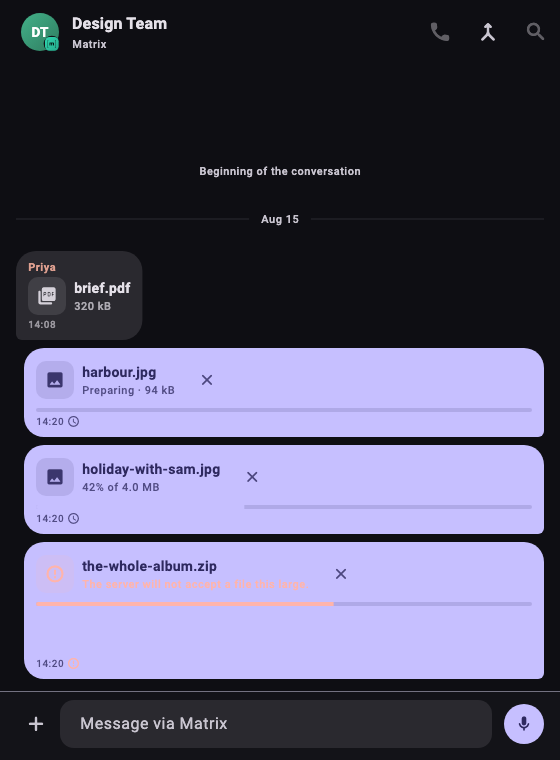 DT
m
Design Team
Matrix
Beginning of the conversation
Aug 15
Priya
PDF
brief.pdf
320 kB
14:08
harbour.jpg
Preparing · 94 kB
14:20
holiday-with-sam.jpg
42% of 4.0 MB
14:20
the-whole-album.zip
The server will not accept a file this large
14:20
Message via Matrix